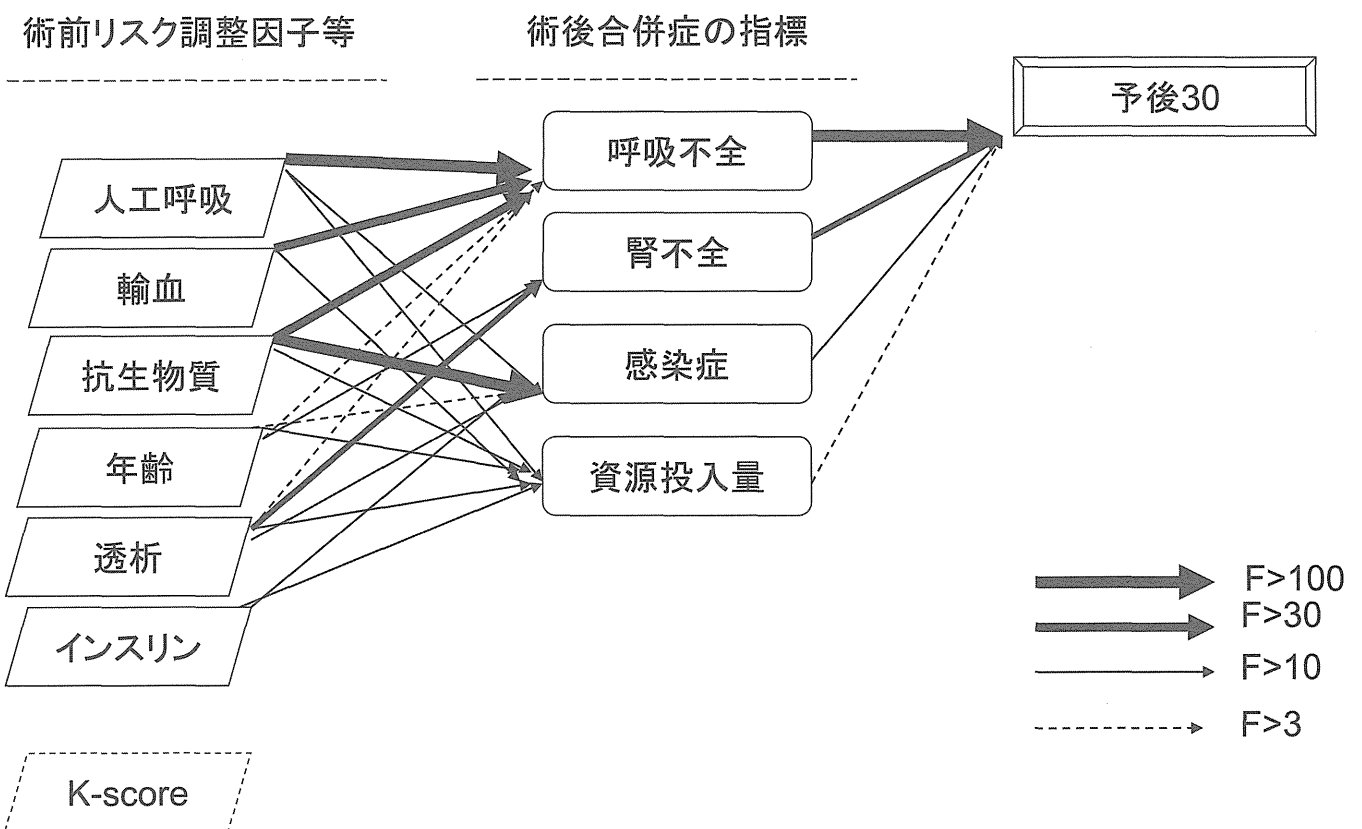 術前リスク調整因子等
術後合併症の指標
予後30
人工呼吸
輸血
抗生物質
年齢
透析
インスリン
K-score
呼吸不全
腎不全
感染症
資源投入量
F>100
F>30
F>10
F>3